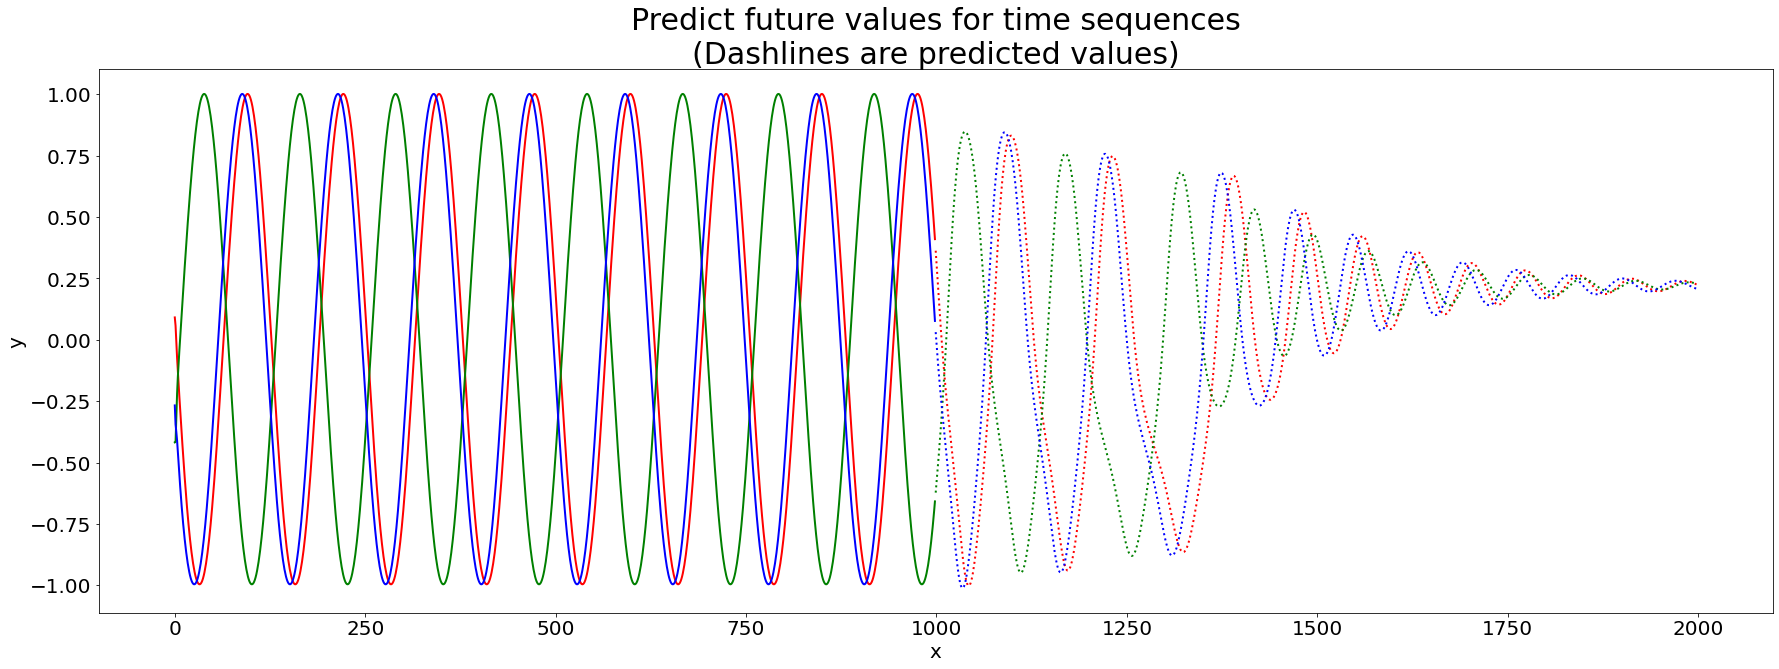 Predict future values for time sequences
(Dashlines are predicted values)
1.00
0.75
0.50
0.25
0.00
−0.25
−0.50
−0.75
−1.00
y
0 250 500 750 1000 1250 1500 1750 2000
x